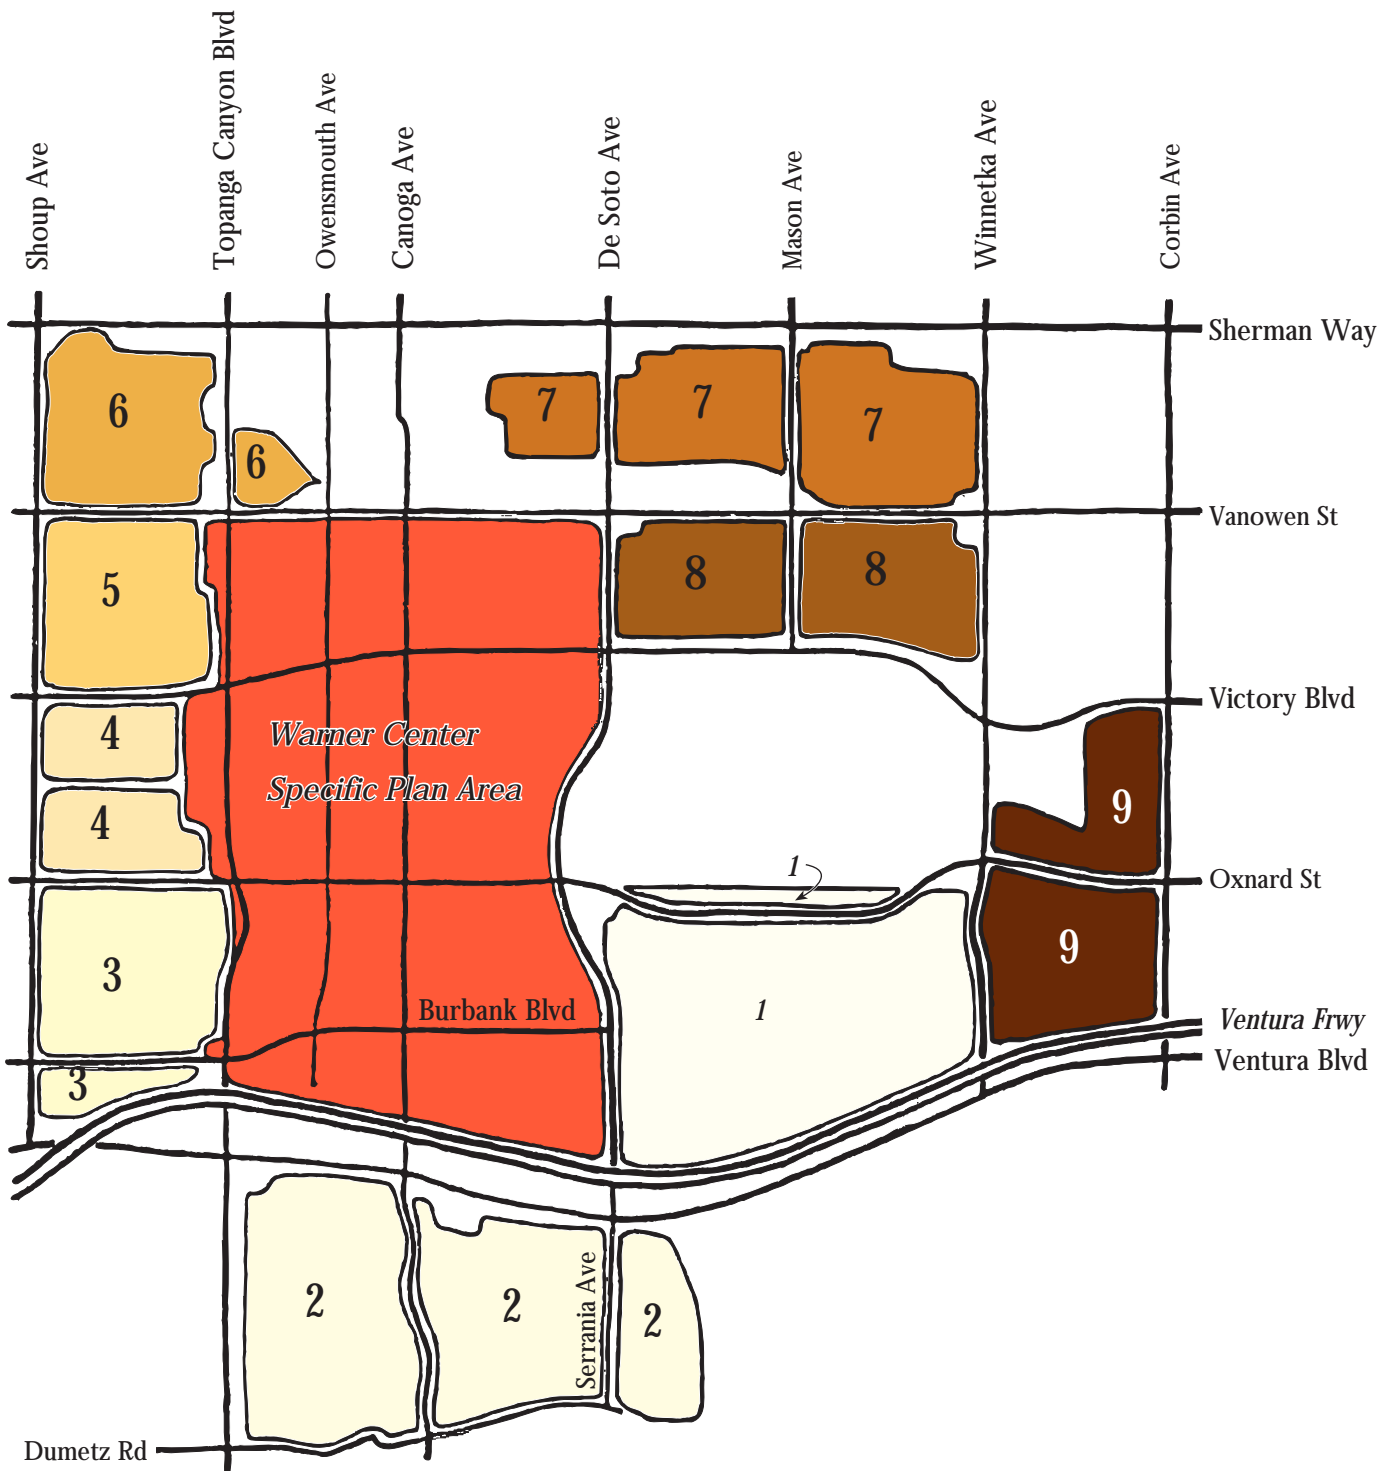 Shoup Ave
Topanga Canyon Blvd
Owensmouth Ave
Canoga Ave
De Soto Ave
Mason Ave
Winnetka Ave
Corbin Ave
Sherman Way
6
7
7
7
6
Vanowen St
5
8
8
Victory Blvd
4
Warner Center
Specific Plan Area
9
4
1
Oxnard St
3
9
Burbank Blvd
1
Ventura Frwy
Ventura Blvd
3
2
2
Serrania Ave
2
Dumetz Rd